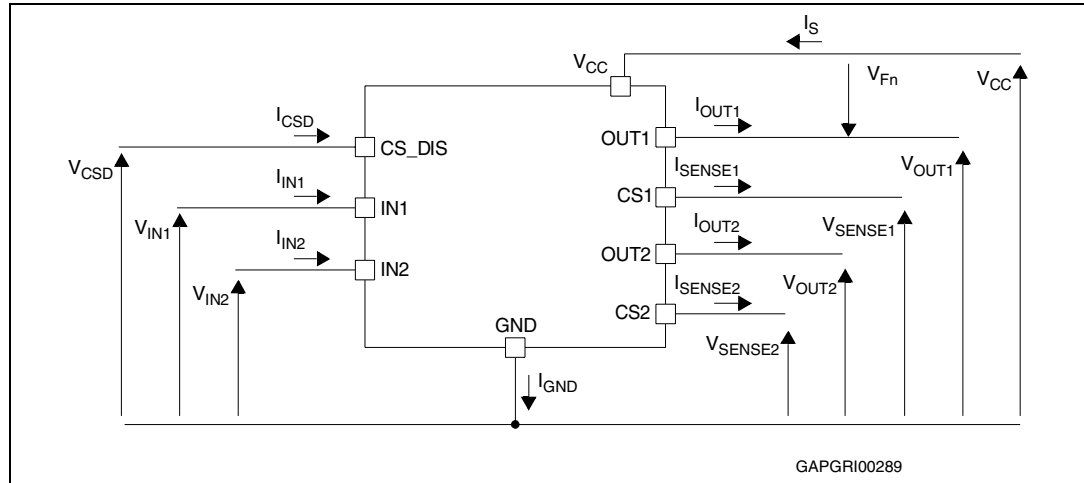 I_S
V_CC
V_Fn
V_CC
I_CSD
I_OUT1
CS_DIS
OUT1
V_CSD
I_IN1
I_SENSE1
V_OUT1
IN1
CS1
V_IN1
I_IN2
I_OUT2
V_SENSE1
IN2
OUT2
V_IN2
I_SENSE2
V_OUT2
GND
CS2
V_SENSE2
I_GND
GAPGRI00289